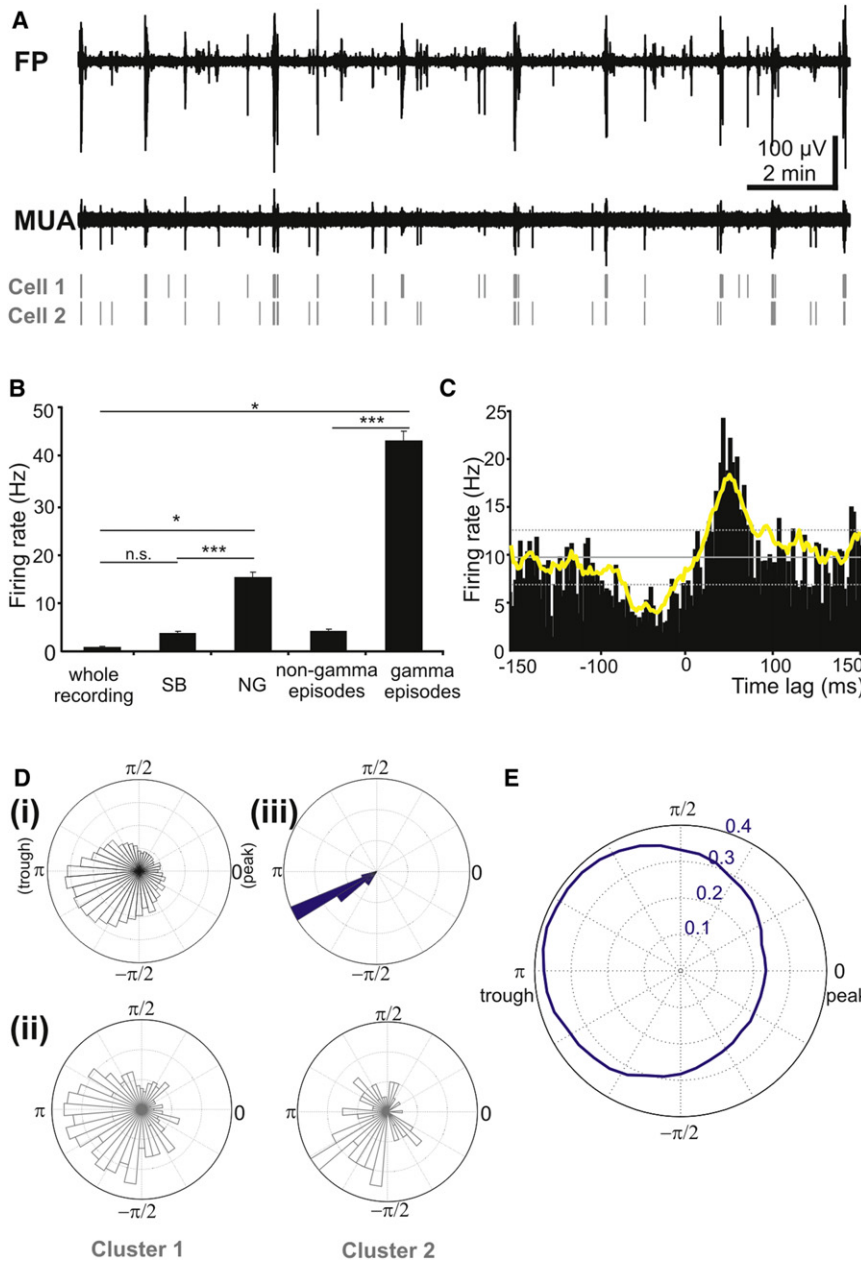 A
FP
100 µV
2 min
MUA
Cell 1
Cell 2
B
Firing rate (Hz)
50
40
30
20
10
0
*
***
*
n.s.
***
whole recording
SB
NG
non-gamma episodes
gamma episodes
C
Firing rate (Hz)
25
20
15
10
5
0
-150
-100
0
100
150
Time lag (ms)
D
(i)
π/2
(trough)
π
0
(peak)
−π/2
(iii)
π/2
π
0
−π/2
(ii)
π/2
π
0
−π/2
Cluster 1
π/2
π
0
−π/2
Cluster 2
E
π/2
0.4
0.3
0.2
0.1
π
trough
0
peak
−π/2